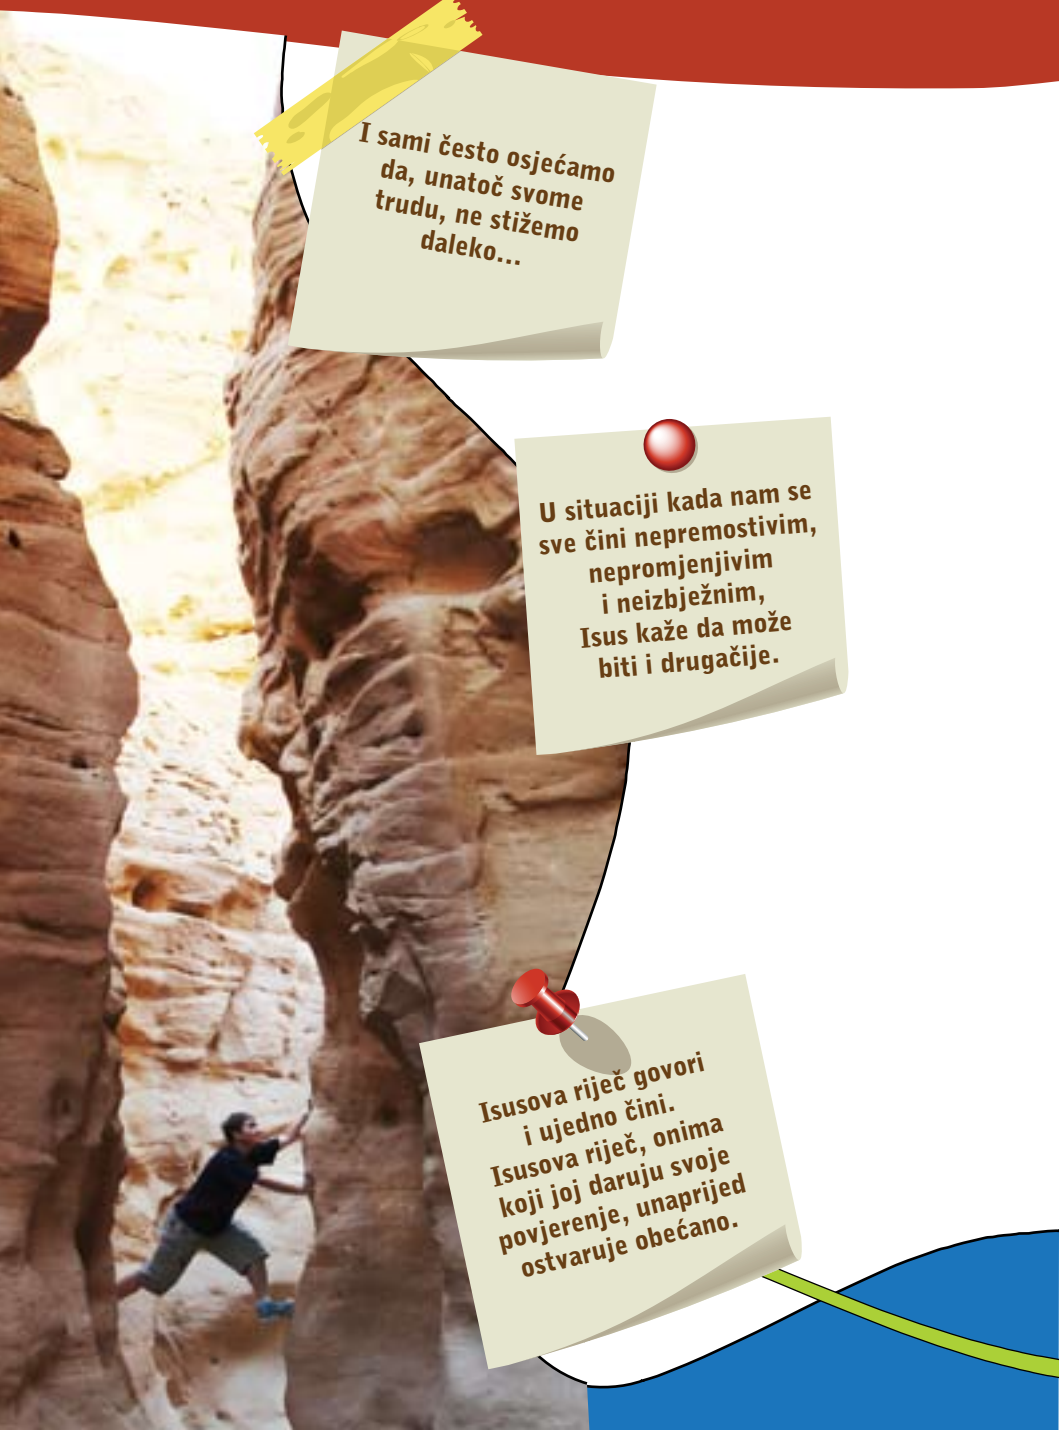 I sami često osjećamo
da, unatoč svome
trudu, ne stižemo
daleko...
U situaciji kada nam se
sve čini nepremostivim,
nepromjenjivim
i neizbježnim,
Isus kaže da može
biti i drugačije.
Isusova riječ govori
i ujedno čini.
Isusova riječ, onima
koji joj daruju svoje
povjerenje, unaprijed
ostvaruje obećano.